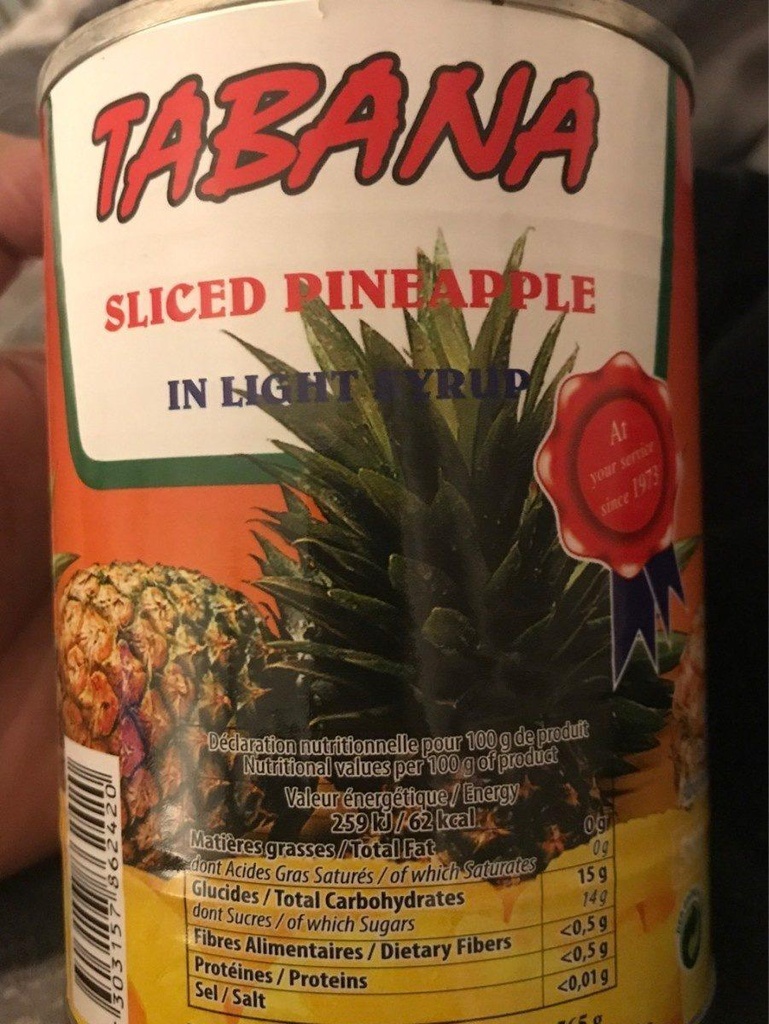 TABANA
SLICED PINEAPPLE
IN LIGHT SYRUP
At
your service
since 1973
Déclaration nutritionnelle pour 100 g de produit
Nutritional values per 100 g of product
Valeur énergétique / Energy
259 kJ / 62 kcal
Matières grasses / Total Fat 0 g
dont Acides Gras Saturés / of which Saturates 0 g
Glucides / Total Carbohydrates 15 g
dont Sucres / of which Sugars 14 g
Fibres Alimentaires / Dietary Fibers <0,5 g
Protéines / Proteins <0,5 g
Sel / Salt <0,01 g
303157 862420